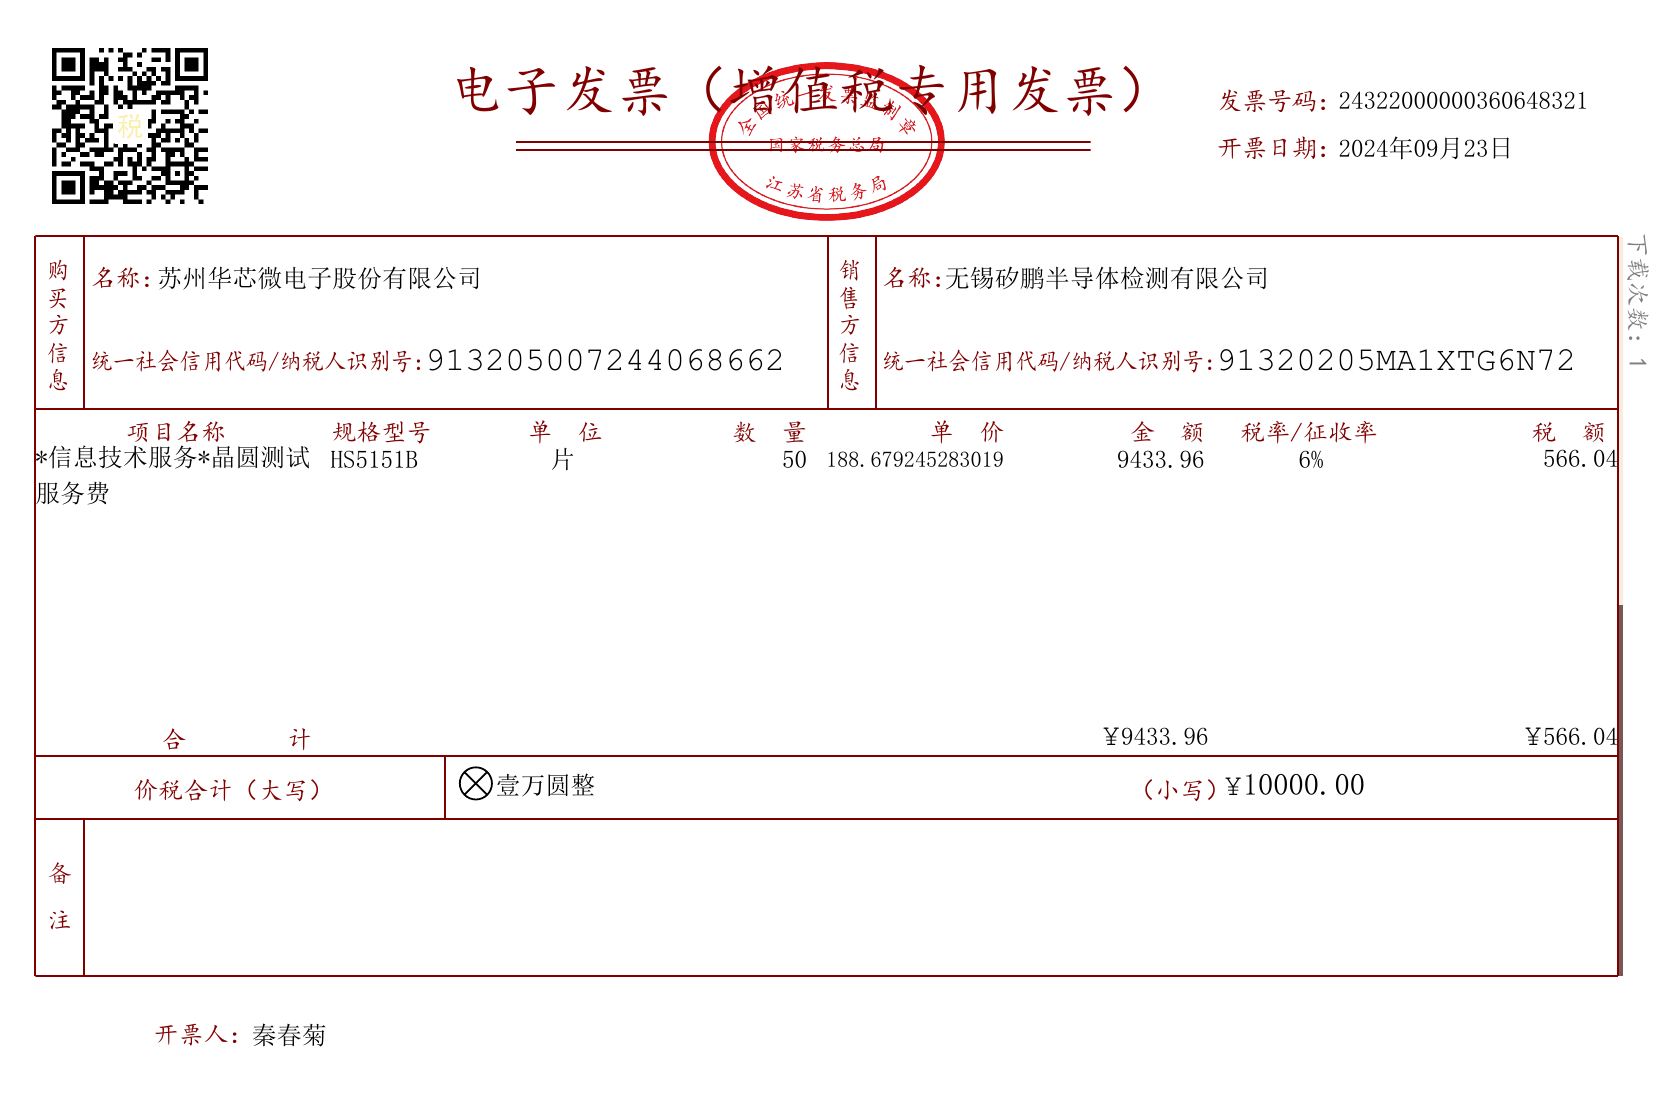 电子发票（增值税专用发票）
全国统一发票监制章
国家税务总局
江苏省税务局
税
发票号码：24322000000360648321
开票日期：2024年09月23日
下载次数：1
购买方信息
名称：苏州华芯微电子股份有限公司
统一社会信用代码/纳税人识别号：913205007244068662
销售方信息
名称：无锡矽鹏半导体检测有限公司
统一社会信用代码/纳税人识别号：91320205MA1XTG6N72
项目名称 规格型号 单 位 数 量 单 价 金 额 税率/征收率 税 额
*信息技术服务*晶圆测试 HS5151B 片 50 188.679245283019 9433.96 6% 566.04
服务费
合 计 ¥9433.96 ¥566.04
价税合计（大写） 壹万圆整 （小写）¥10000.00
备注
开票人：秦春菊